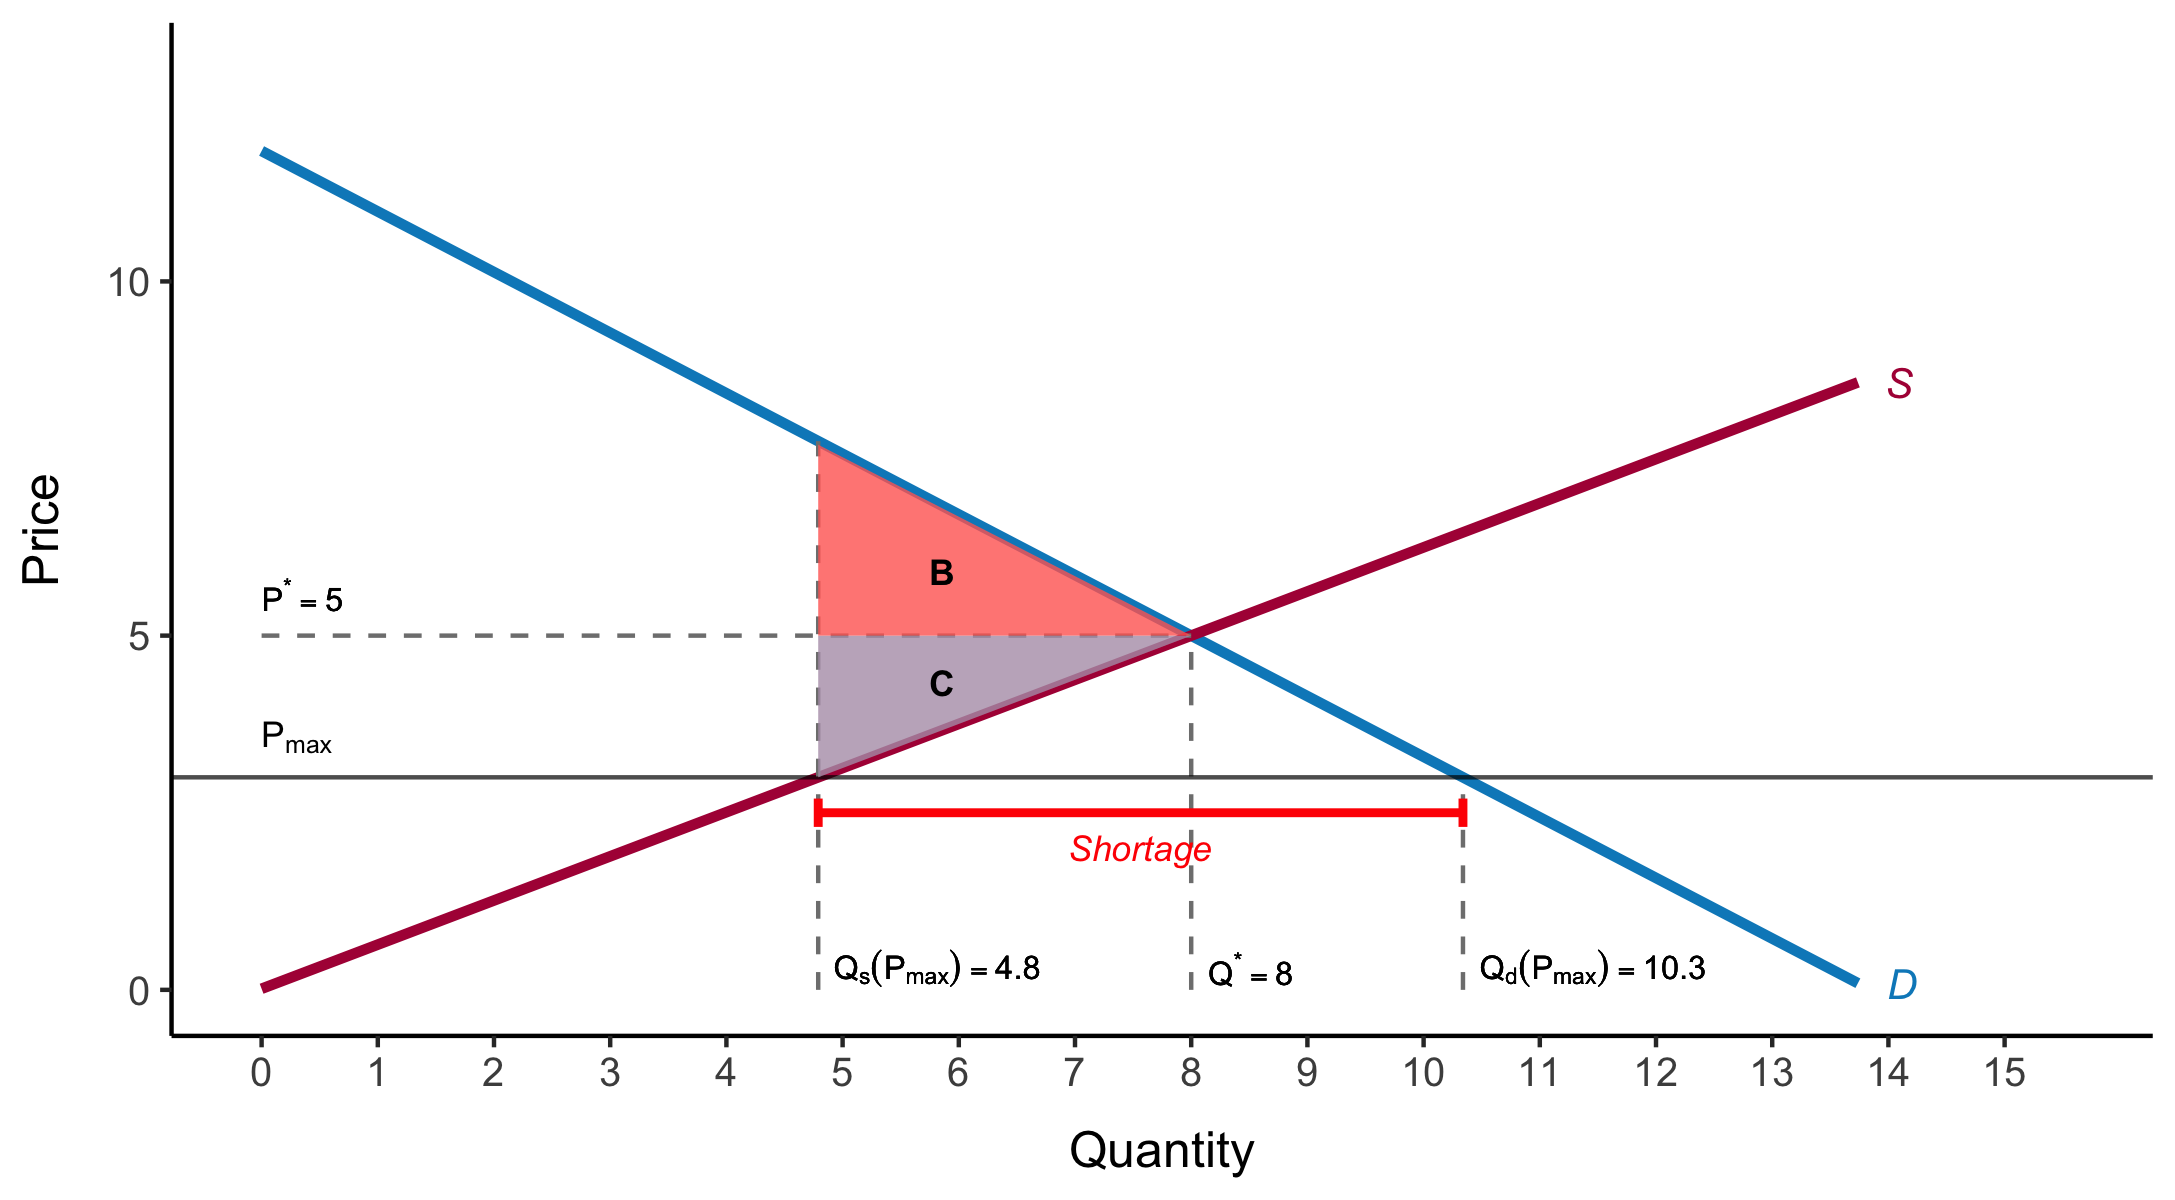 10
5
0
Price
S
B
P* = 5
C
Pmax
Shortage
Qs(Pmax) = 4.8
Q* = 8
Qd(Pmax) = 10.3
D
0 1 2 3 4 5 6 7 8 9 10 11 12 13 14 15
Quantity